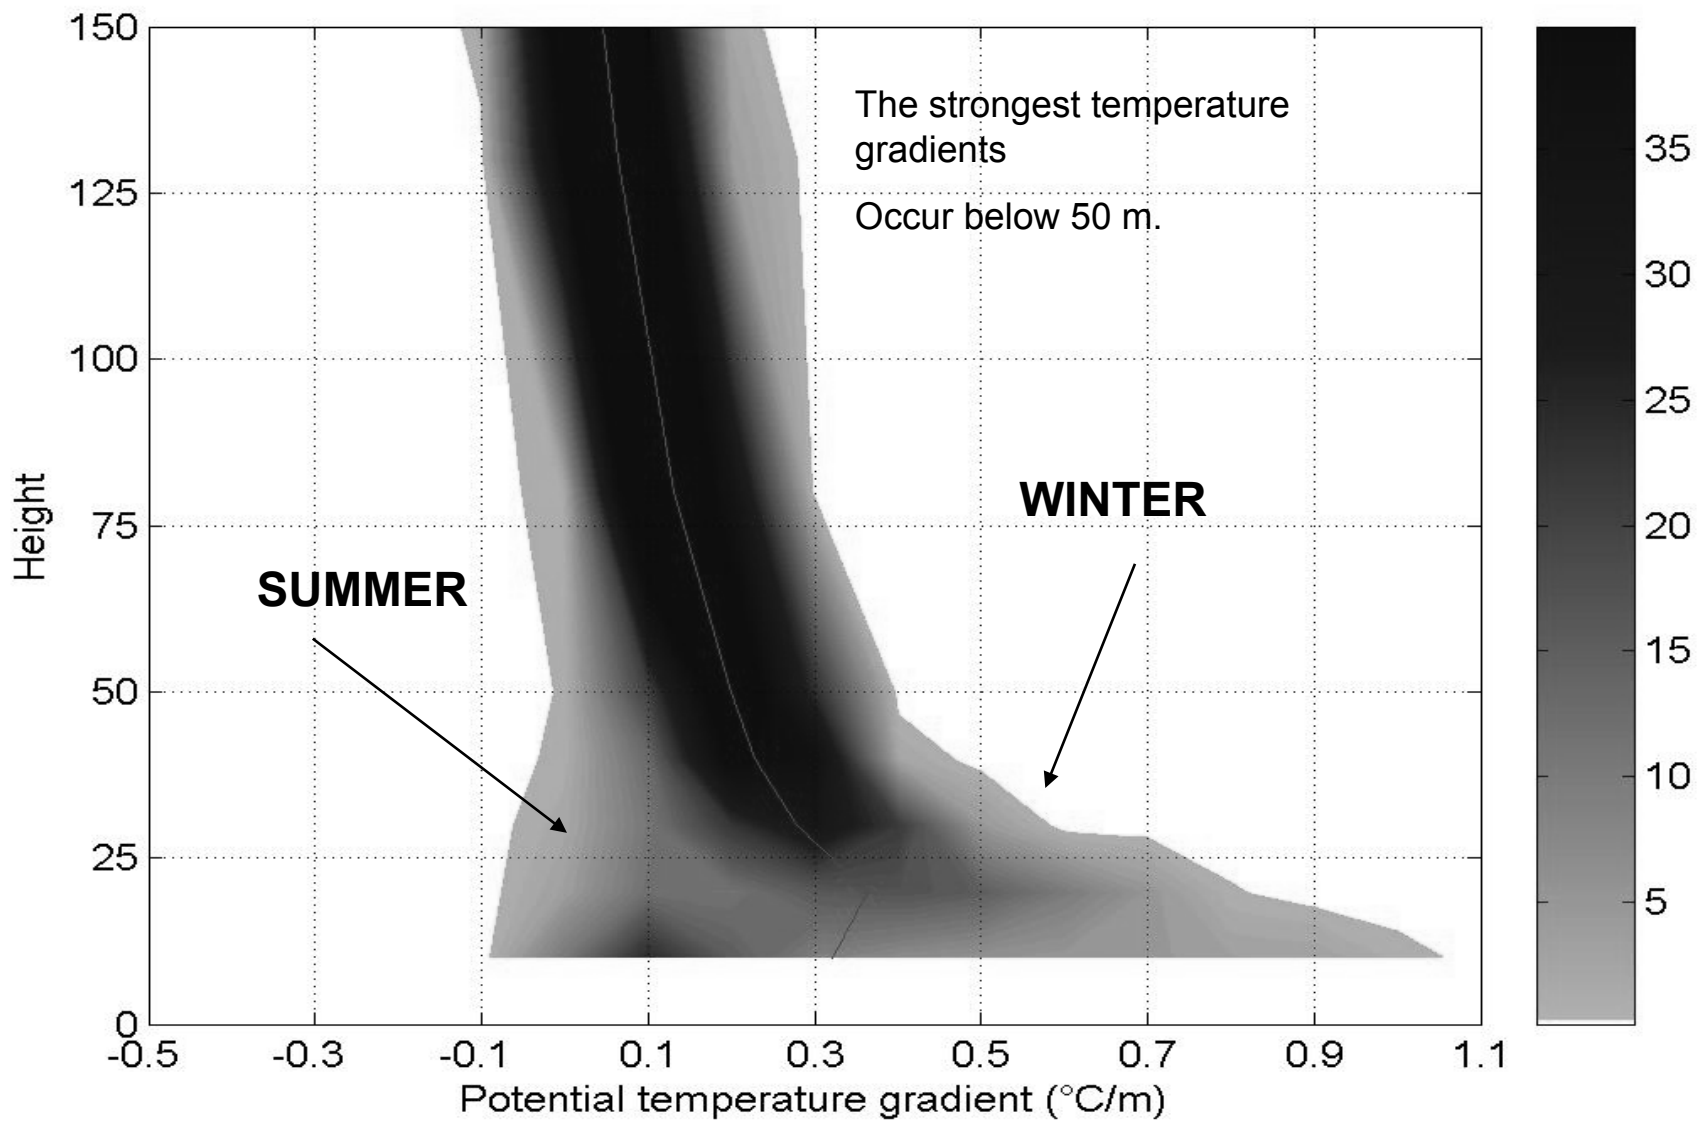 150
125
100
75
50
25
0
Height
The strongest temperature
gradients
Occur below 50 m.
WINTER
SUMMER
35
30
25
20
15
10
5
-0.5 -0.3 -0.1 0.1 0.3 0.5 0.7 0.9 1.1
Potential temperature gradient (°C/m)